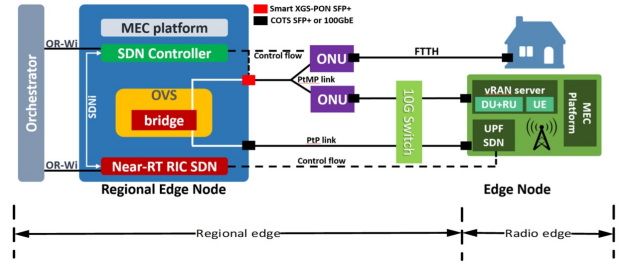 Smart XGS-PON SFP+
COTS SFP+ or 100GbE
MEC platform
OR-Wi
SDN Controller
Control flow
ONU
FTTH
Orchestrator
SDNi
OVS
bridge
PtMP link
ONU
10G Switch
vRAN server
DU+RU
UE
MEC
Platform
UPF
SDN
PtP link
OR-Wi
Near-RT RIC SDN
Control flow
Regional Edge Node
Edge Node
Regional edge
Radio edge